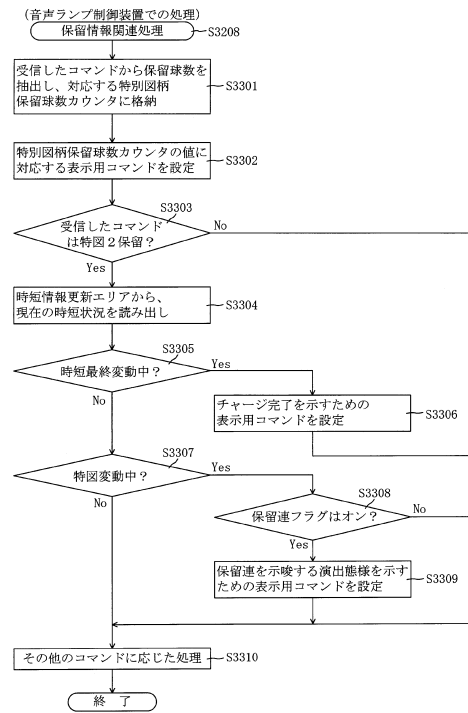 (音声ランプ制御装置での処理)
保留情報関連処理
S3208
受信したコマンドから保留球数を
抽出し、対応する特別図柄
保留球数カウンタに格納
S3301
特別図柄保留球数カウンタの値に
対応する表示用コマンドを設定
S3302
S3303
受信したコマンド
は特図2保留?
No
Yes
時短情報更新エリアから、
現在の時短状況を読み出し
S3304
S3305
時短最終変動中?
Yes
No
チャージ完了を示すための
表示用コマンドを設定
S3306
S3307
特図変動中?
Yes
No
S3308
保留連フラグはオン?
No
Yes
保留連を示唆する演出態様を示す
ための表示用コマンドを設定
S3309
その他のコマンドに応じた処理
S3310
終了